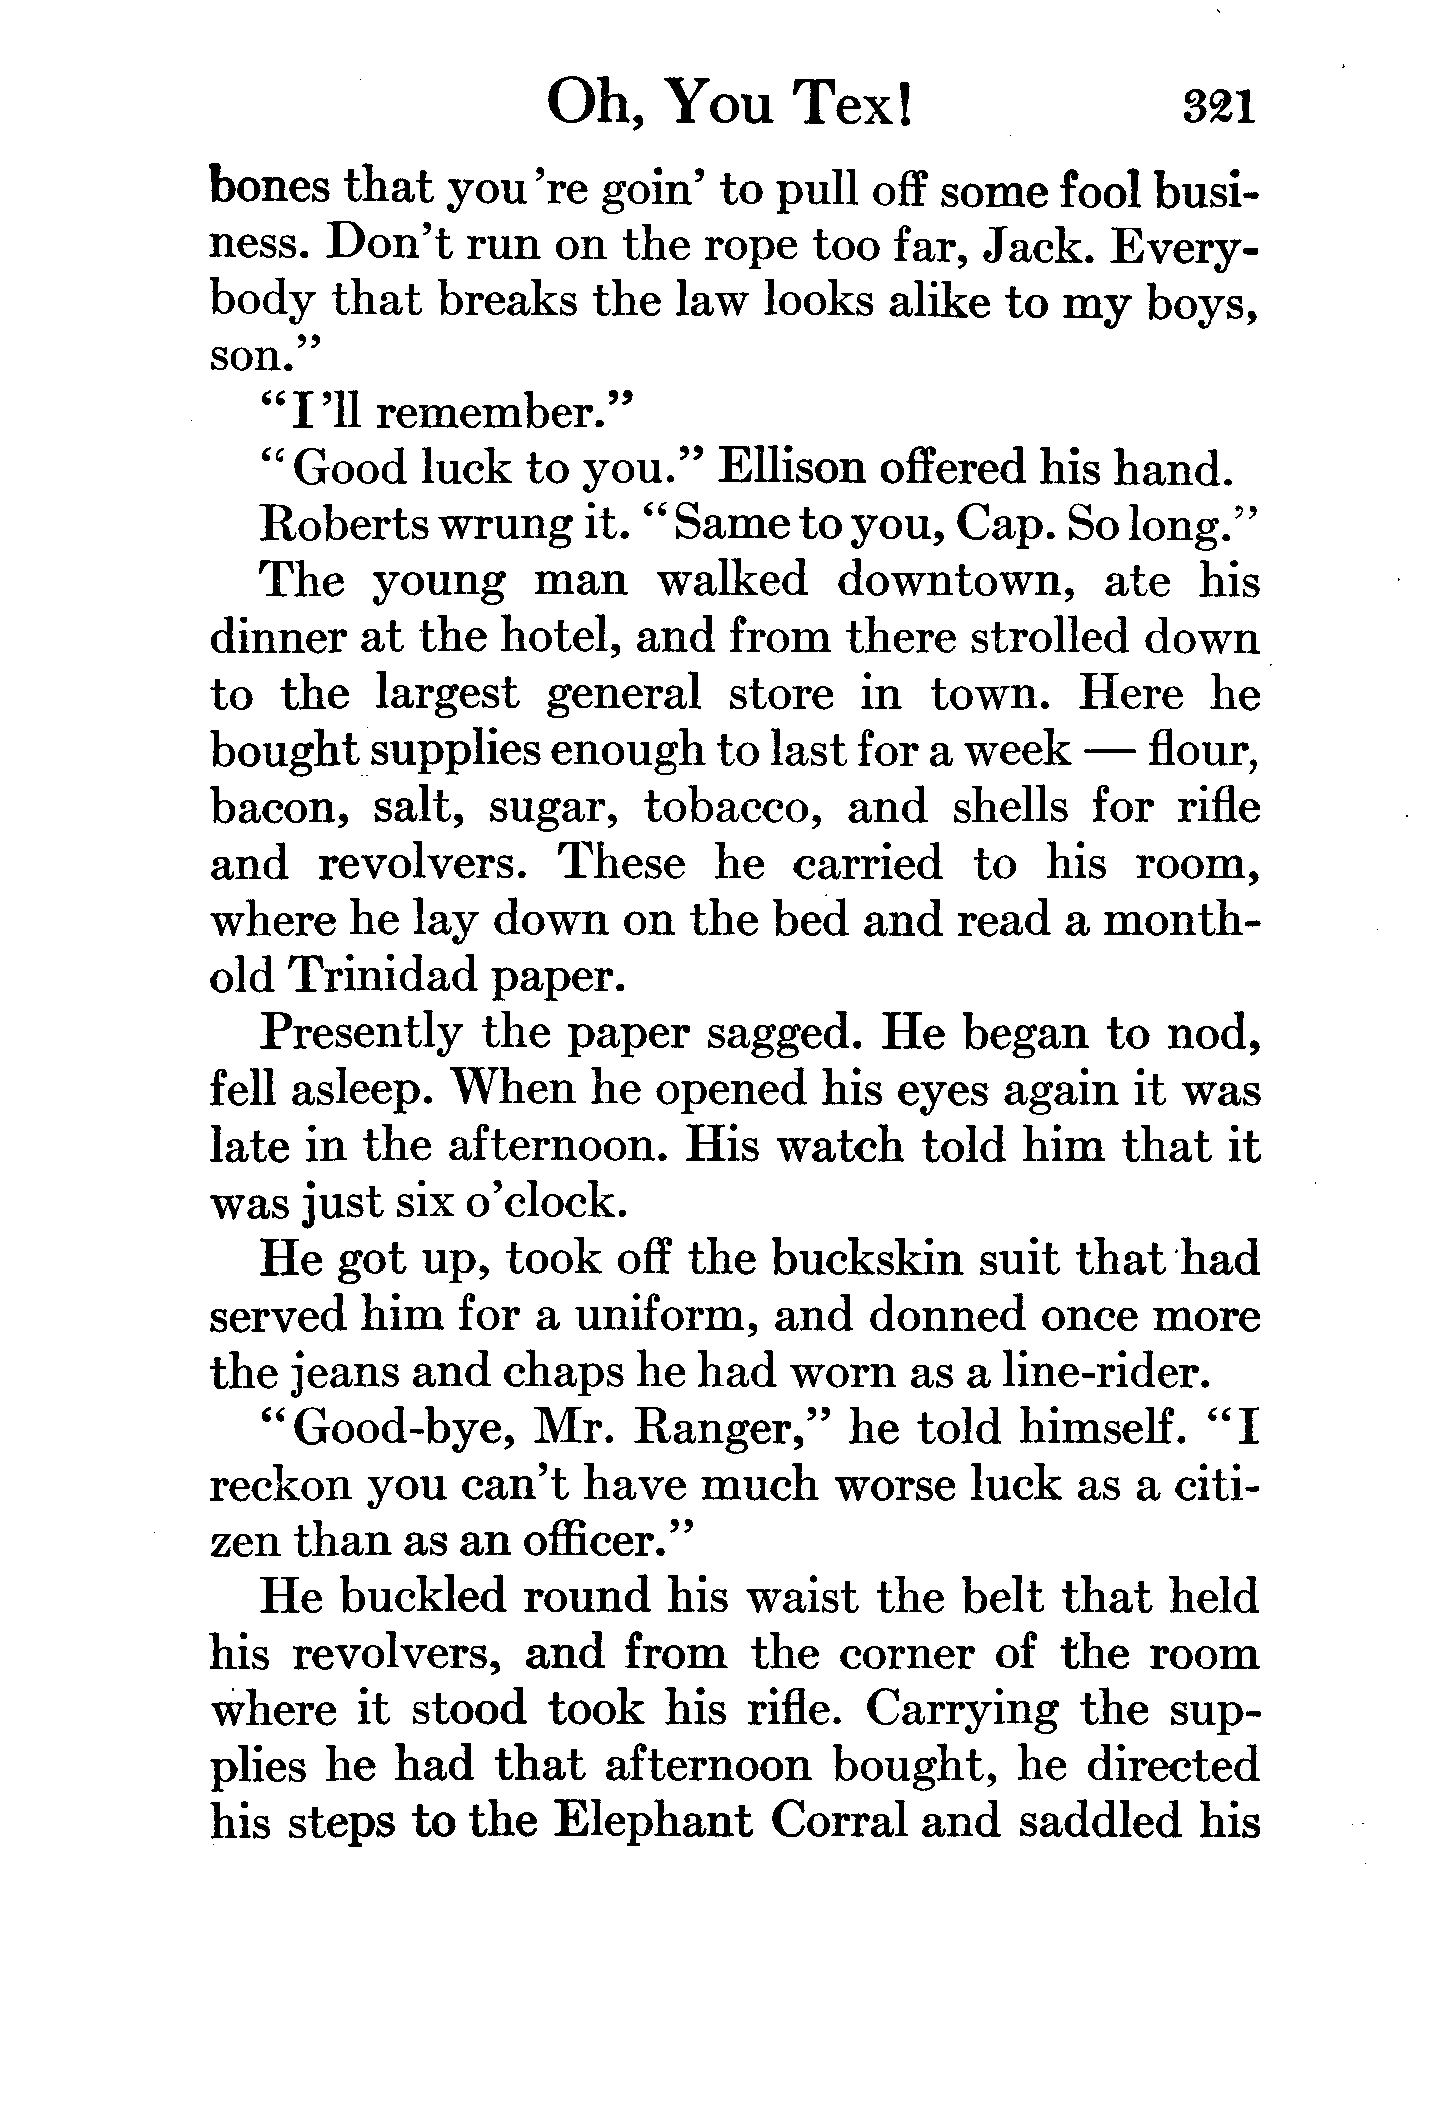 Oh, You Tex! 321
bones that you're goin' to pull off some fool busi-
ness. Don't run on the rope too far, Jack. Every-
body that breaks the law looks alike to my boys,
son."
"I'll remember."
"Good luck to you." Ellison offered his hand.
Roberts wrung it. "Same to you, Cap. So long."
The young man walked downtown, ate his
dinner at the hotel, and from there strolled down
to the largest general store in town. Here he
bought supplies enough to last for a week — flour,
bacon, salt, sugar, tobacco, and shells for rifle
and revolvers. These he carried to his room,
where he lay down on the bed and read a month-
old Trinidad paper.
Presently the paper sagged. He began to nod,
fell asleep. When he opened his eyes again it was
late in the afternoon. His watch told him that it
was just six o'clock.
He got up, took off the buckskin suit that had
served him for a uniform, and donned once more
the jeans and chaps he had worn as a line-rider.
"Good-bye, Mr. Ranger," he told himself. "I
reckon you can't have much worse luck as a citi-
zen than as an officer."
He buckled round his waist the belt that held
his revolvers, and from the corner of the room
where it stood took his rifle. Carrying the sup-
plies he had that afternoon bought, he directed
his steps to the Elephant Corral and saddled his